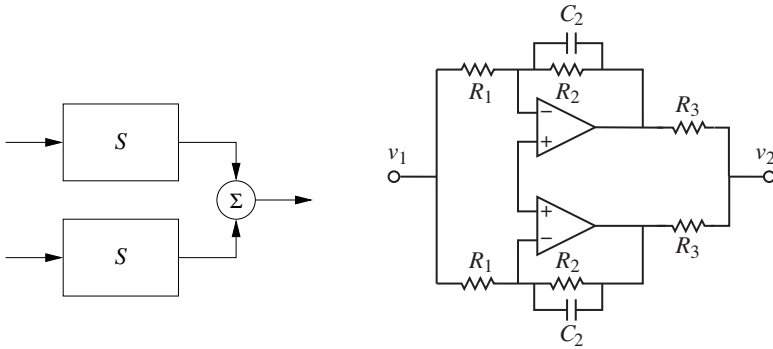 S
Σ
S
C₂
R₁
R₂
R₃
−
+
v₁
v₂
+
−
R₁
R₂
R₃
C₂